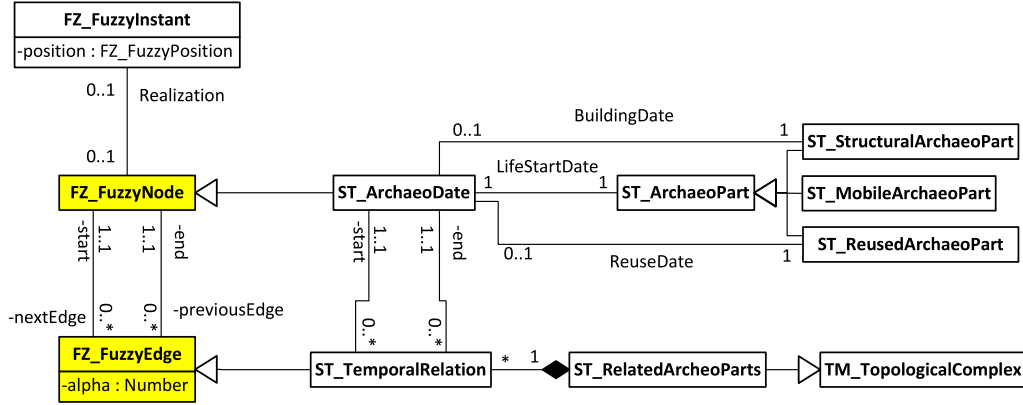 FZ_FuzzyInstant
-position : FZ_FuzzyPosition
0..1
Realization
0..1
BuildingDate
0..1
1
ST_StructuralArchaeoPart
LifeStartDate
FZ_FuzzyNode
ST_ArchaeoDate
1
1
ST_ArchaeoPart
ST_MobileArchaeoPart
-start
1..1
1..1
-end
-start
1..1
1..1
-end
0..1
ReuseDate
1
ST_ReusedArchaeoPart
-nextEdge
0..*
0..*
-previousEdge
0..*
0..*
FZ_FuzzyEdge
-alpha : Number
ST_TemporalRelation
*
1
ST_RelatedArcheoParts
TM_TopologicalComplex